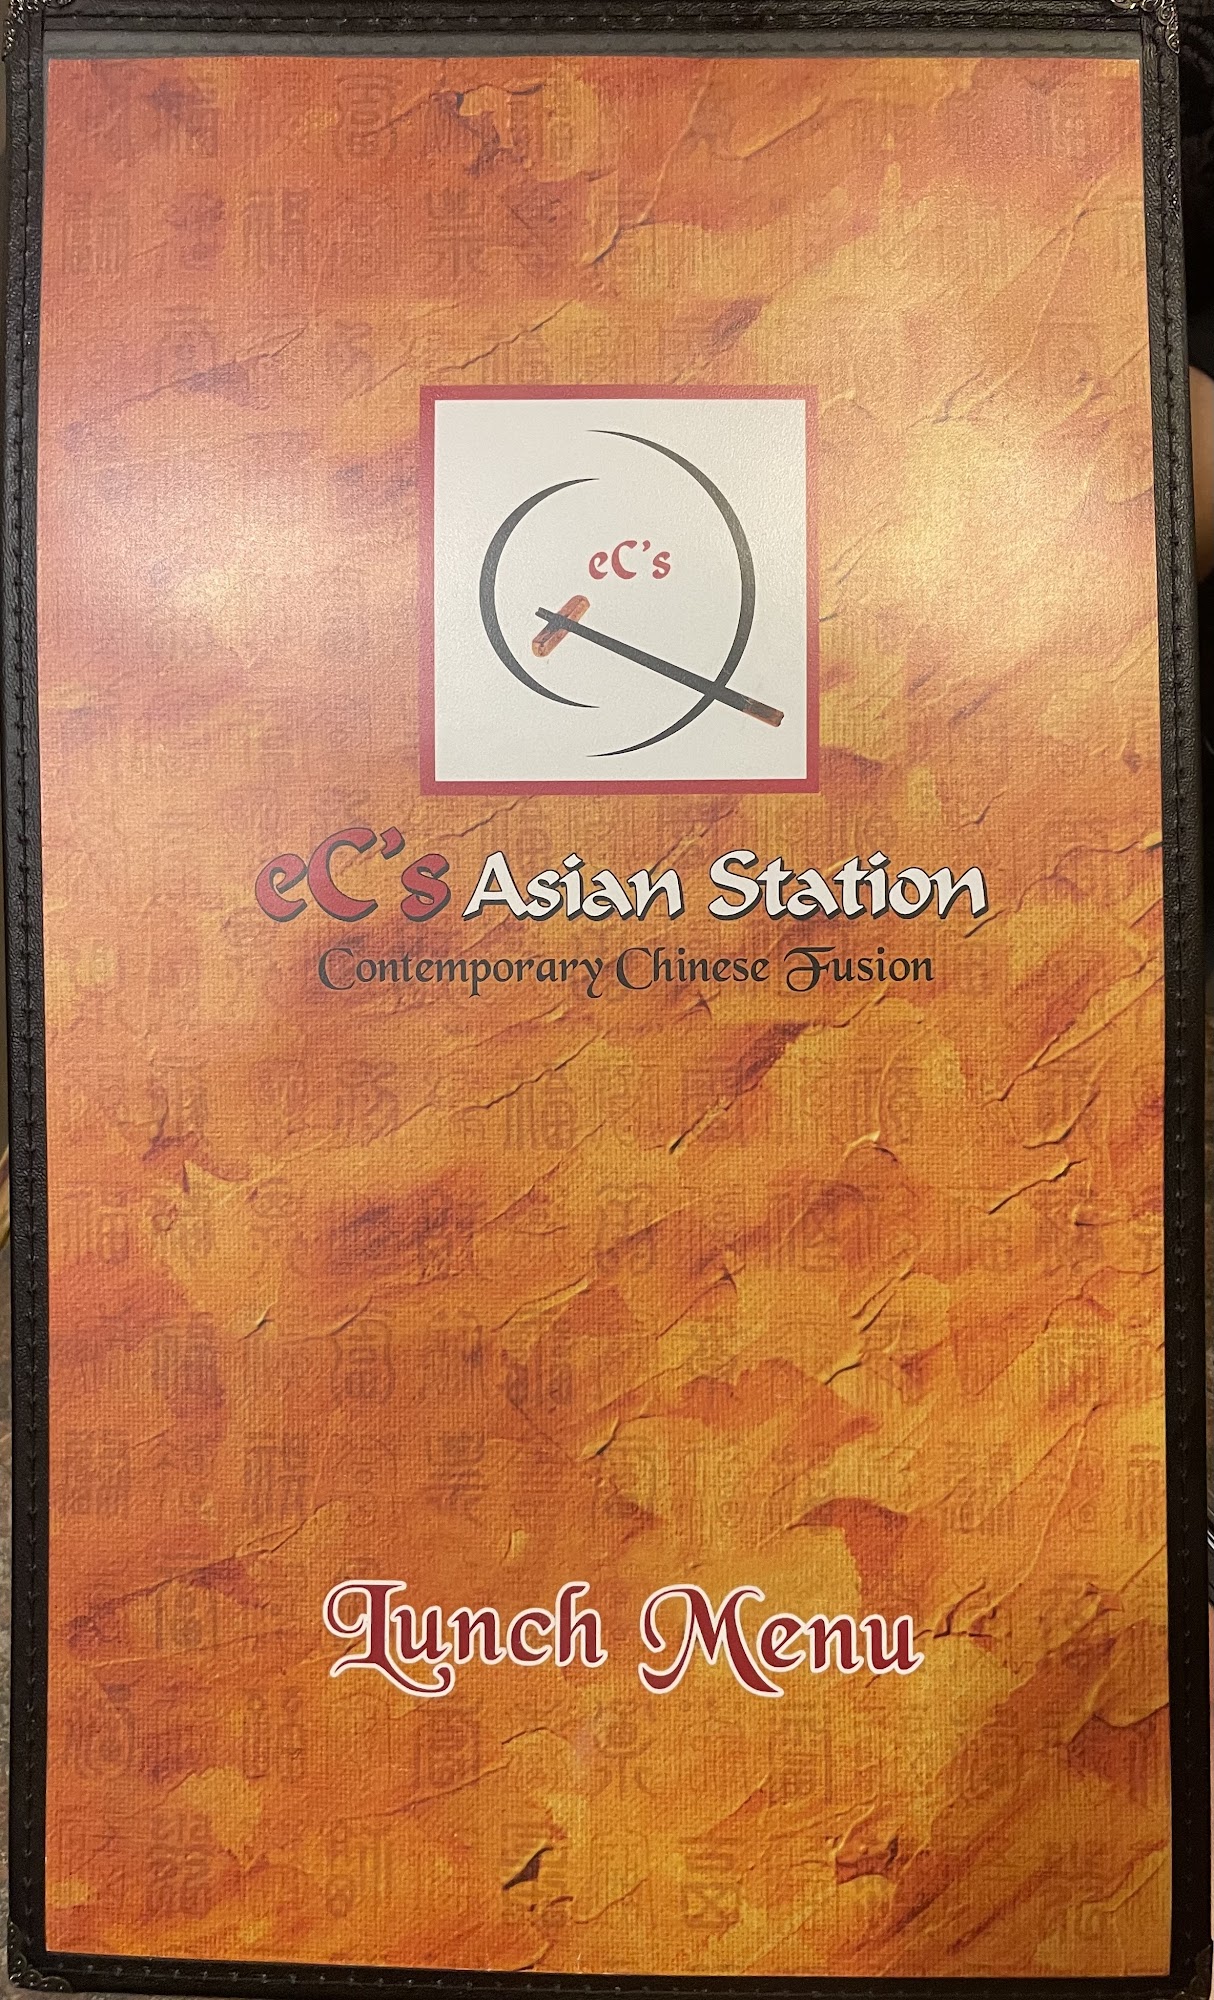 eC's
eC's Asian Station
Contemporary Chinese Fusion
Lunch Menu